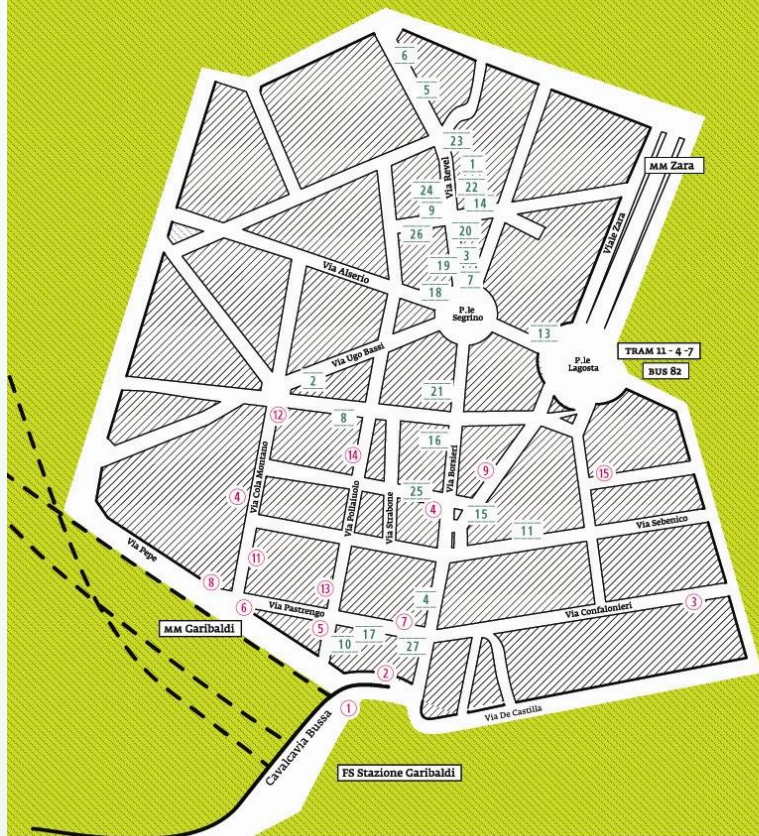 6
5
23
Via Revel
1
MM Zara
24
22
9
14
26
20
Viale Zara
3
19
Via Alserio
7
18
P.le
Segrino
13
TRAM 11 - 4 -7
Via Ugo Bassi
P.le
Lagosta
BUS 82
2
21
12
8
16
14
Via Borsieri
9
15
Via Cola Montano
4
25
Via Pollaiuolo
Via Strabone
4
15
11
Via Sebenico
Via Pepe
11
8
13
4
6
Via Pastrengo
Via Confalonieri
3
MM Garibaldi
5
7
10
17
27
2
1
Via De Castilla
Cavalcavia Bussa
FS Stazione Garibaldi